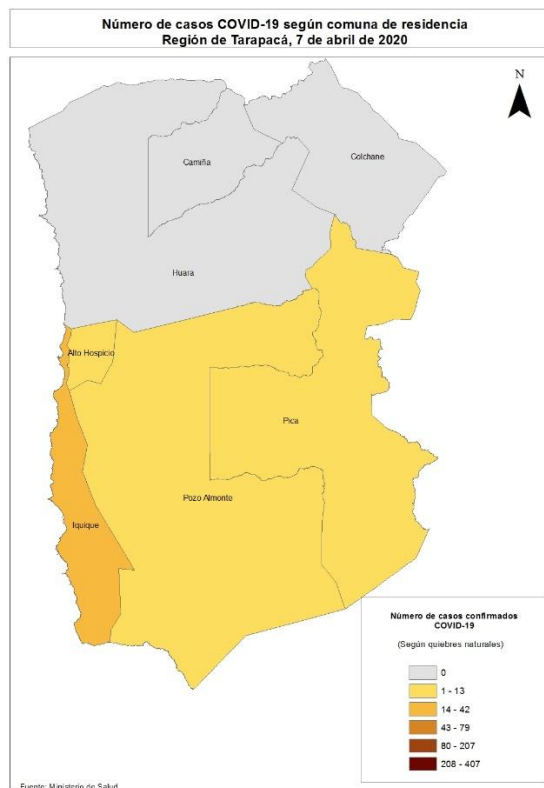 Número de casos COVID-19 según comuna de residencia
Región de Tarapacá, 7 de abril de 2020
N
Camiña
Colchane
Huara
Alto Hospicio
Pica
Pozo Almonte
Iquique
Número de casos confirmados
COVID-19
(Según quiebres naturales)
0
1 - 13
14 - 42
43 - 79
80 - 207
208 - 407
Fuente: Ministerio de Salud